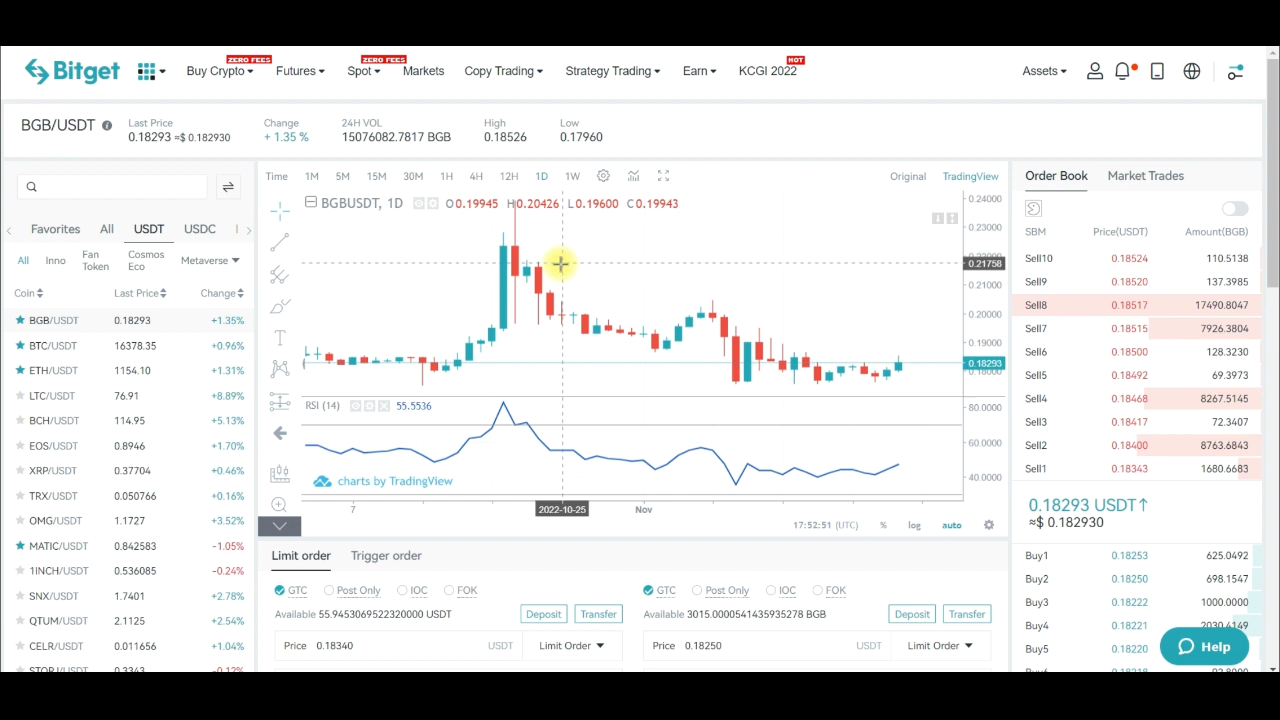 ZERO FEES ZERO FEES HOT
Bitget Buy Crypto Futures Spot Markets Copy Trading Strategy Trading Earn KCGI 2022 Assets
BGB/USDT Last Price Change 24H VOL High Low
0.18293 ≈$ 0.182930 + 1.35 % 15076082.7817 BGB 0.18526 0.17960
Time 1M 5M 15M 30M 1H 4H 12H 1D 1W Original TradingView
Order Book Market Trades
BGBUSDT, 1D O0.19945 H0.20426 L0.19600 C0.19943
0.24000
0.23000
0.21758
0.21000
0.20000
0.19000
0.18293
0.18000
Favorites All USDT USDC
All Inno Fan Token Cosmos Eco Metaverse
Coin Last Price Change
BGB/USDT 0.18293 +1.35%
BTC/USDT 16378.35 +0.96%
ETH/USDT 1154.10 +1.31%
LTC/USDT 76.91 +8.89%
BCH/USDT 114.95 +5.13%
EOS/USDT 0.8946 +1.70%
XRP/USDT 0.37704 +0.46%
TRX/USDT 0.050766 +0.16%
OMG/USDT 1.1727 +3.52%
MATIC/USDT 0.842583 -1.05%
1INCH/USDT 0.536085 -0.24%
SNX/USDT 1.7401 +2.78%
QTUM/USDT 2.1125 +2.54%
CELR/USDT 0.011656 +1.04%
STORJ/USDT 0.3343 -0.12%
RSI (14) 55.5536
80.0000
60.0000
40.0000
charts by TradingView
7 2022-10-25 Nov
17:52:51 (UTC) % log auto
Limit order Trigger order
GTC Post Only IOC FOK
Available 55.9453069522320000 USDT Deposit Transfer
Price 0.18340 USDT Limit Order
GTC Post Only IOC FOK
Available 3015.0000541435935278 BGB Deposit Transfer
Price 0.18250 USDT Limit Order
SBM Price(USDT) Amount(BGB)
Sell10 0.18524 110.5138
Sell9 0.18520 137.3985
Sell8 0.18517 17490.8047
Sell7 0.18515 7926.3804
Sell6 0.18500 128.3230
Sell5 0.18492 69.3973
Sell4 0.18468 8267.5145
Sell3 0.18417 72.3407
Sell2 0.18400 8763.6843
Sell1 0.18343 1680.6683
0.18293 USDT↑
≈$ 0.182930
Buy1 0.18253 625.0492
Buy2 0.18250 698.1547
Buy3 0.18222 1000.0000
Buy4 0.18221 2030.4149
Buy5 0.18220
Help